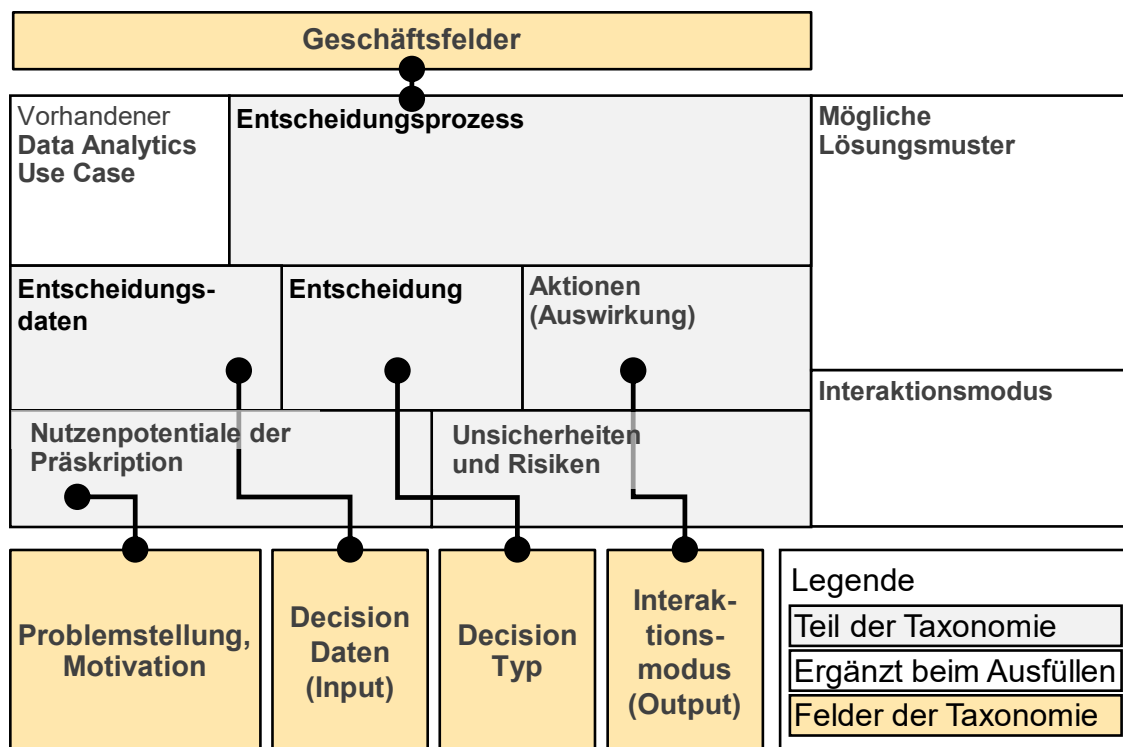 Geschäftsfelder
Vorhandener
Data Analytics
Use Case
Entscheidungsprozess
Mögliche
Lösungsmuster
Entscheidungs-
daten
Entscheidung
Aktionen
(Auswirkung)
Interaktionsmodus
Nutzenpotentiale der
Präskription
Unsicherheiten
und Risiken
Problemstellung,
Motivation
Decision
Daten
(Input)
Decision
Typ
Interak-
tions-
modus
(Output)
Legende
Teil der Taxonomie
Ergänzt beim Ausfüllen
Felder der Taxonomie